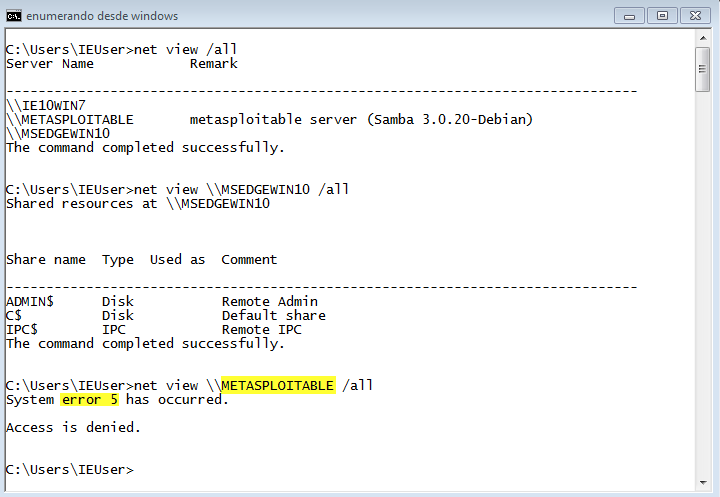 enumerando desde windows
C:\Users\IEUser>net view /all
Server Name            Remark
-------------------------------------------------------------------------------
\\IE10WIN7
\\METASPLOITABLE       metasploitable server (Samba 3.0.20-Debian)
\\MSEDGEWIN10
The command completed successfully.
C:\Users\IEUser>net view \\MSEDGEWIN10 /all
Shared resources at \\MSEDGEWIN10
Share name  Type  Used as  Comment
-------------------------------------------------------------------------------
ADMIN$      Disk           Remote Admin
C$          Disk           Default share
IPC$        IPC            Remote IPC
The command completed successfully.
C:\Users\IEUser>net view \\METASPLOITABLE /all
System error 5 has occurred.
Access is denied.
C:\Users\IEUser>